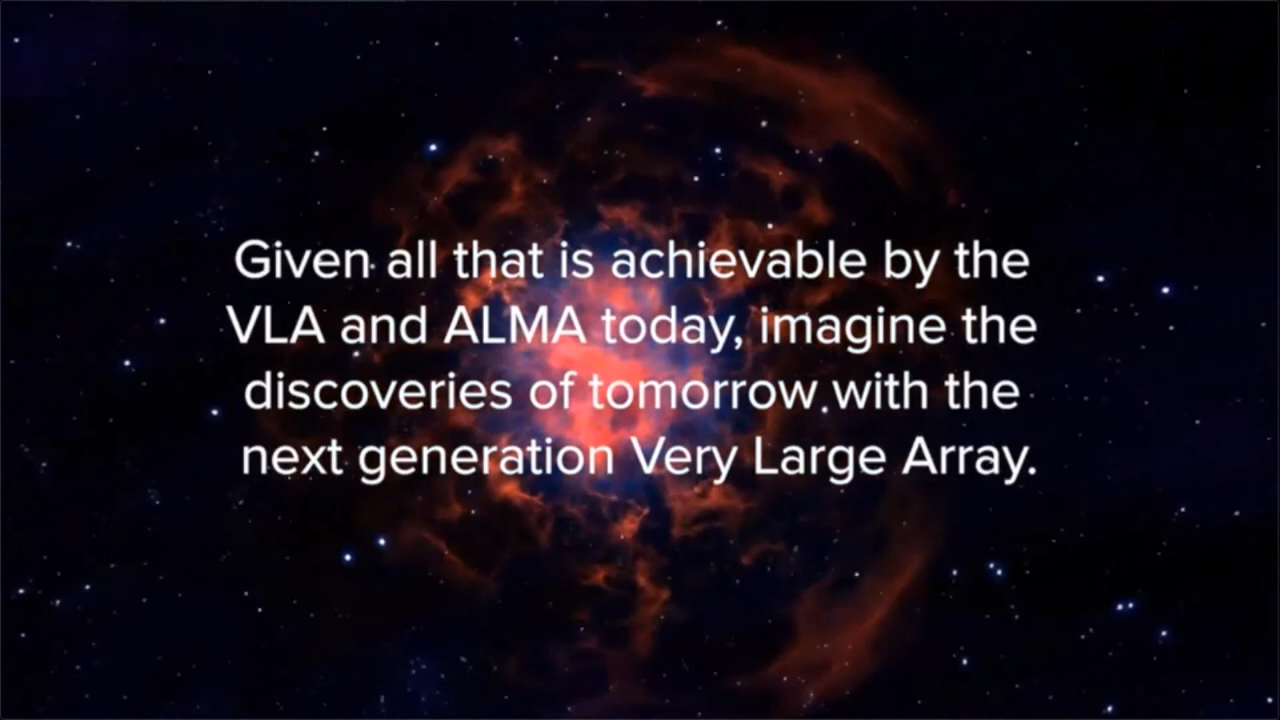 Given all that is achievable by the
VLA and ALMA today, imagine the
discoveries of tomorrow with the
next generation Very Large Array.